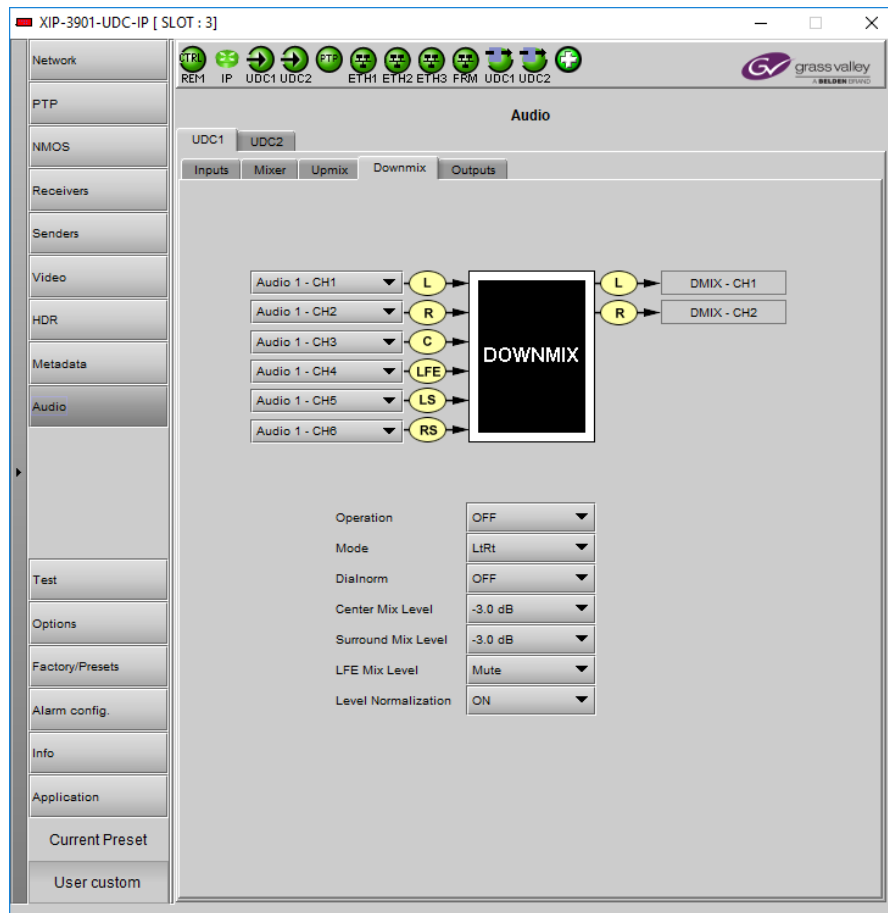 XIP-3901-UDC-IP [ SLOT : 3]
Network
PTP
NMOS
Receivers
Senders
Video
HDR
Metadata
Audio
Test
Options
Factory/Presets
Alarm config.
Info
Application
Current Preset
User custom
CTRL
PTP
REM IP UDC1 UDC2 ETH1 ETH2 ETH3 FRM UDC1 UDC2
GV grassvalley
A BELDEN BRAND
Audio
UDC1 UDC2
Inputs Mixer Upmix Downmix Outputs
Audio 1 - CH1 L L DMIX - CH1
Audio 1 - CH2 R R DMIX - CH2
Audio 1 - CH3 C
DOWNMIX
Audio 1 - CH4 LFE
Audio 1 - CH5 LS
Audio 1 - CH6 RS
Operation OFF
Mode LtRt
Dialnorm OFF
Center Mix Level -3.0 dB
Surround Mix Level -3.0 dB
LFE Mix Level Mute
Level Normalization ON